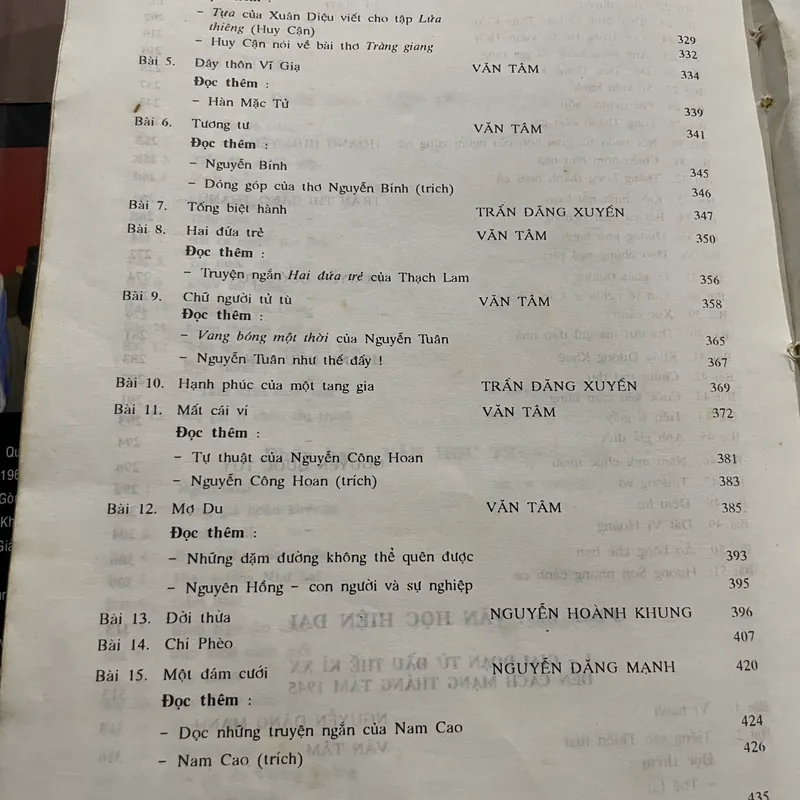 – Tựa của Xuân Diệu viết cho tập Lửa
thiêng (Huy Cận)
– Huy Cận nói về bài thơ Tràng giang 329
332
Bài 5. Đây thôn Vĩ Giạ VĂN TÂM 334
Đọc thêm :
– Hàn Mặc Tử 339
Bài 6. Tương tư VĂN TÂM 341
Đọc thêm :
– Nguyễn Bính 345
– Đóng góp của thơ Nguyễn Bính (trích) 346
Bài 7. Tống biệt hành TRẦN ĐĂNG XUYỀN 347
Bài 8. Hai đứa trẻ VĂN TÂM 350
Đọc thêm :
– Truyện ngắn Hai đứa trẻ của Thạch Lam 356
Bài 9. Chữ người tử tù VĂN TÂM 358
Đọc thêm :
– Vang bóng một thời của Nguyễn Tuân 365
– Nguyễn Tuân như thế đấy ! 367
Bài 10. Hạnh phúc của một tang gia TRẦN ĐĂNG XUYỀN 369
Bài 11. Mất cái ví VĂN TÂM 372
Đọc thêm :
– Tự thuật của Nguyễn Công Hoan 381
– Nguyễn Công Hoan (trích) 383
Bài 12. Mợ Du VĂN TÂM 385
Đọc thêm :
– Những dặm đường không thể quên được 393
– Nguyên Hồng – con người và sự nghiệp 395
Bài 13. Đời thừa NGUYỄN HOÀNH KHUNG 396
Bài 14. Chí Phèo 407
Bài 15. Một đám cưới NGUYỄN ĐĂNG MẠNH 420
Đọc thêm :
– Đọc những truyện ngắn của Nam Cao 424
– Nam Cao (trích) 426
435